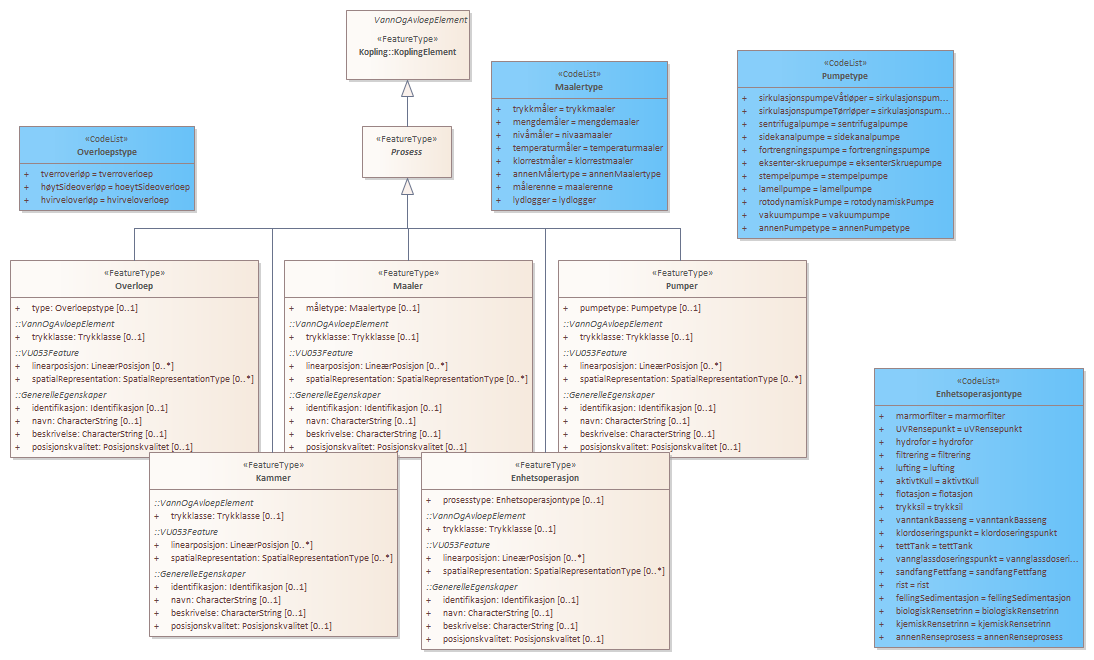 VannOgAvloepElement
«FeatureType»
Kopling::KoplingElement
«FeatureType»
Prosess
«CodeList»
Overloepstype
+ tverroverløp = tverroverloep
+ høytSideoverløp = hoeytSideoverloep
+ hvirveloverløp = hvirveloverloep
«CodeList»
Maalertype
+ trykkmåler = trykkmaaler
+ mengdemåler = mengdemaaler
+ nivåmåler = nivaamaaler
+ temperaturmåler = temperaturmaaler
+ klorrestmåler = klorrestmaaler
+ annenMålertype = annenMaalertype
+ målerenne = maalerenne
+ lydlogger = lydlogger
«CodeList»
Pumpetype
+ sirkulasjonspumpeVåtløper = sirkulasjonspum...
+ sirkulasjonspumpeTørrløper = sirkulasjonspum...
+ sentrifugalpumpe = sentrifugalpumpe
+ sidekanalpumpe = sidekanalpumpe
+ fortrengningspumpe = fortrengningspumpe
+ eksenter-skruepumpe = eksenterSkruepumpe
+ stempelpumpe = stempelpumpe
+ lamellpumpe = lamellpumpe
+ rotodynamiskPumpe = rotodynamiskPumpe
+ vakuumpumpe = vakuumpumpe
+ annenPumpetype = annenPumpetype
«FeatureType»
Overloep
+ type: Overloepstype [0..1]
::VannOgAvloepElement
+ trykklasse: Trykklasse [0..1]
::VU053Feature
+ linearposisjon: LineærPosisjon [0..*]
+ spatialRepresentation: SpatialRepresentationType [0..*]
::GenerelleEgenskaper
+ identifikasjon: Identifikasjon [0..1]
+ navn: CharacterString [0..1]
+ beskrivelse: CharacterString [0..1]
+ posisjonskvalitet: Posisjonskvalitet [0..1]
«FeatureType»
Maaler
+ måletype: Maalertype [0..1]
::VannOgAvloepElement
+ trykklasse: Trykklasse [0..1]
::VU053Feature
+ linearposisjon: LineærPosisjon [0..*]
+ spatialRepresentation: SpatialRepresentationType [0..*]
::GenerelleEgenskaper
+ identifikasjon: Identifikasjon [0..1]
+ navn: CharacterString [0..1]
+ beskrivelse: CharacterString [0..1]
+ posisjonskvalitet: Posisjonskvalitet [0..1]
«FeatureType»
Pumper
+ pumpetype: Pumpetype [0..1]
::VannOgAvloepElement
+ trykklasse: Trykklasse [0..1]
::VU053Feature
+ linearposisjon: LineærPosisjon [0..*]
+ spatialRepresentation: SpatialRepresentationType [0..*]
::GenerelleEgenskaper
+ identifikasjon: Identifikasjon [0..1]
+ navn: CharacterString [0..1]
+ beskrivelse: CharacterString [0..1]
+ posisjonskvalitet: Posisjonskvalitet [0..1]
«FeatureType»
Kammer
::VannOgAvloepElement
+ trykklasse: Trykklasse [0..1]
::VU053Feature
+ linearposisjon: LineærPosisjon [0..*]
+ spatialRepresentation: SpatialRepresentationType [0..*]
::GenerelleEgenskaper
+ identifikasjon: Identifikasjon [0..1]
+ navn: CharacterString [0..1]
+ beskrivelse: CharacterString [0..1]
+ posisjonskvalitet: Posisjonskvalitet [0..1]
«FeatureType»
Enhetsoperasjon
+ prosesstype: Enhetsoperasjontype [0..1]
::VannOgAvloepElement
+ trykklasse: Trykklasse [0..1]
::VU053Feature
+ linearposisjon: LineærPosisjon [0..*]
+ spatialRepresentation: SpatialRepresentationType [0..*]
::GenerelleEgenskaper
+ identifikasjon: Identifikasjon [0..1]
+ navn: CharacterString [0..1]
+ beskrivelse: CharacterString [0..1]
+ posisjonskvalitet: Posisjonskvalitet [0..1]
«CodeList»
Enhetsoperasjontype
+ marmorfilter = marmorfilter
+ UVRensepunkt = uVRensepunkt
+ hydrofor = hydrofor
+ filtrering = filtrering
+ lufting = lufting
+ aktivtKull = aktivtKull
+ flotasjon = flotasjon
+ trykksil = trykksil
+ vanntankBasseng = vanntankBasseng
+ klordoseringspunkt = klordoseringspunkt
+ tettTank = tettTank
+ vannglassdoseringspunkt = vannglassdoseri...
+ sandfangFettfang = sandfangFettfang
+ rist = rist
+ fellingSedimentasjon = fellingSedimentasjon
+ biologiskRensetrinn = biologiskRensetrinn
+ kjemiskRensetrinn = kjemiskRensetrinn
+ annenRenseprosess = annenRenseprosess